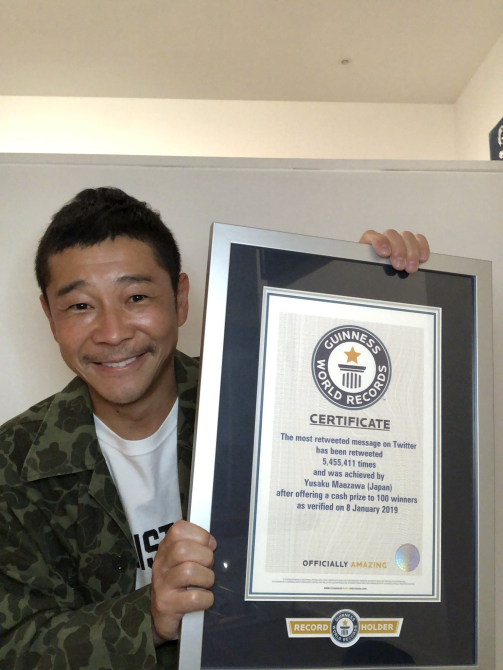 GUINNESS
WORLD RECORDS
CERTIFICATE
The most retweeted message on Twitter
has been retweeted
5,455,411 times
and was achieved by
Yusaku Maezawa (Japan)
after offering a cash prize to 100 winners
as verified on 8 January 2019
OFFICIALLY AMAZING
RECORD HOLDER